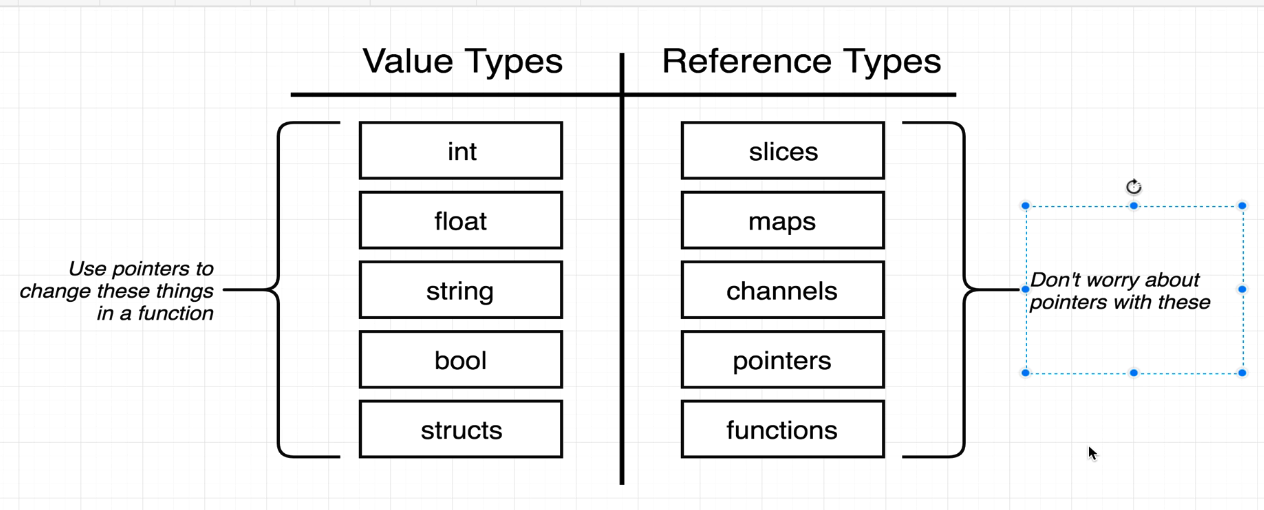 Value Types
Reference Types
int
slices
float
maps
Use pointers to
change these things
in a function
string
channels
Don't worry about
pointers with these
bool
pointers
structs
functions